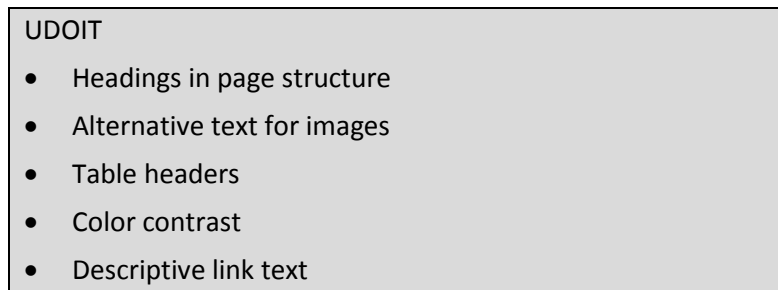 UDOIT
• Headings in page structure
• Alternative text for images
• Table headers
• Color contrast
• Descriptive link text